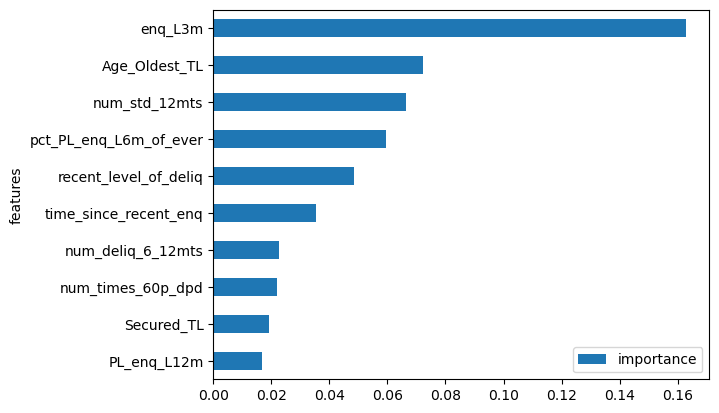 enq_L3m
Age_Oldest_TL
num_std_12mts
pct_PL_enq_L6m_of_ever
recent_level_of_deliq
time_since_recent_enq
num_deliq_6_12mts
num_times_60p_dpd
Secured_TL
PL_enq_L12m
features
importance
0.00 0.02 0.04 0.06 0.08 0.10 0.12 0.14 0.16